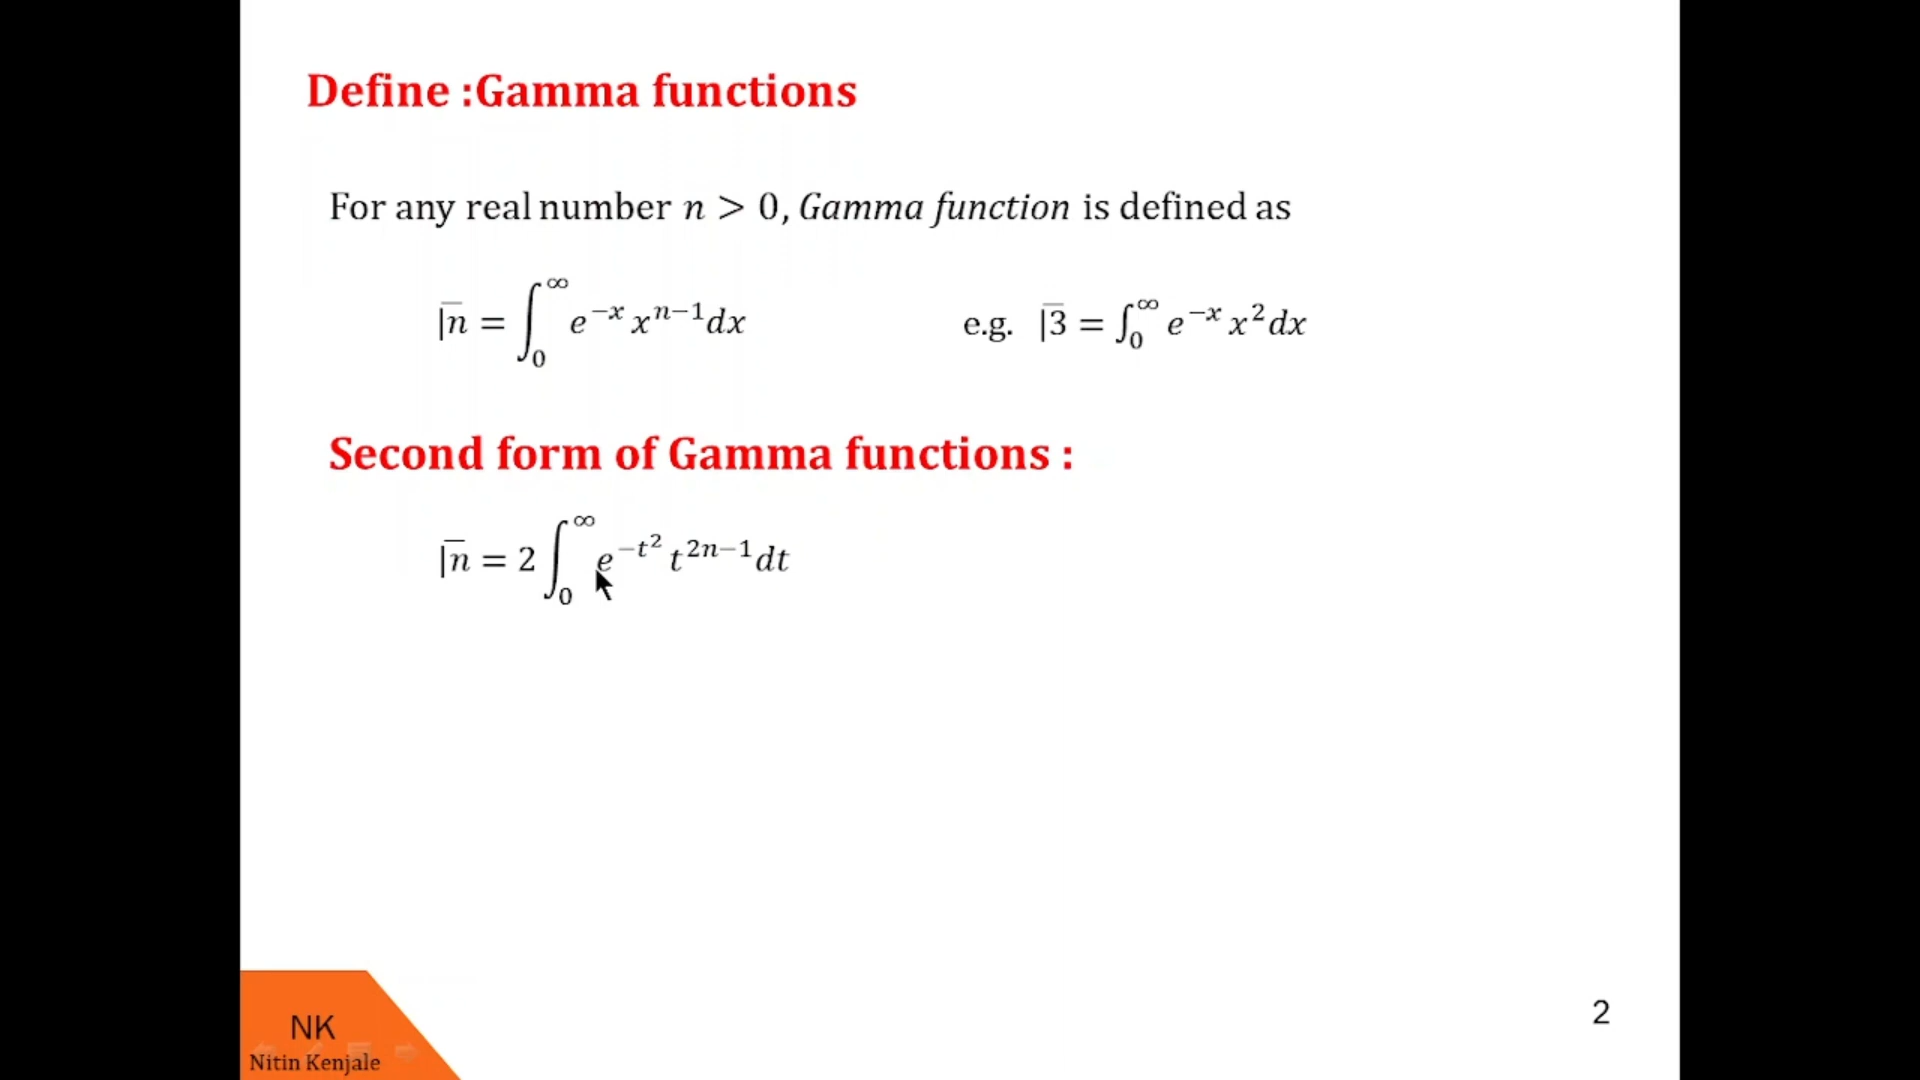 Define :Gamma functions
For any real number n > 0, Gamma function is defined as
|n̅ = ∫₀^∞ e^{−x} x^{n−1} dx    e.g. |3̅ = ∫₀^∞ e^{−x} x² dx
Second form of Gamma functions :
|n̅ = 2 ∫₀^∞ e^{−t²} t^{2n−1} dt
NK
Nitin Kenjale
2